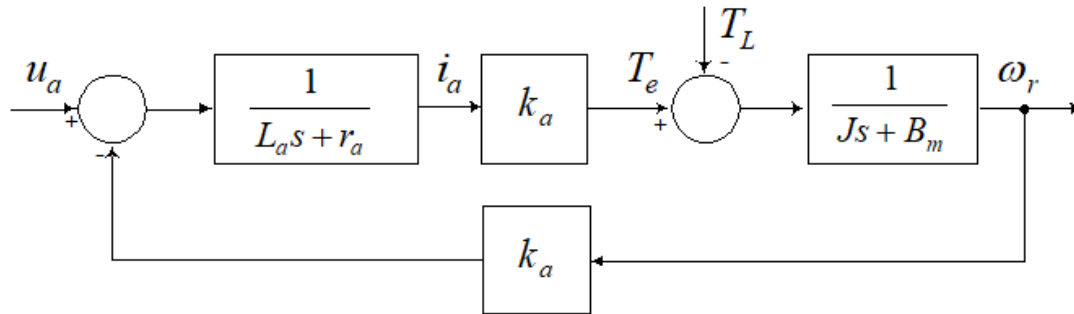 u_a
+
-
1
L_a s + r_a
i_a
k_a
T_e
+
T_L
-
1
Js + B_m
ω_r
k_a